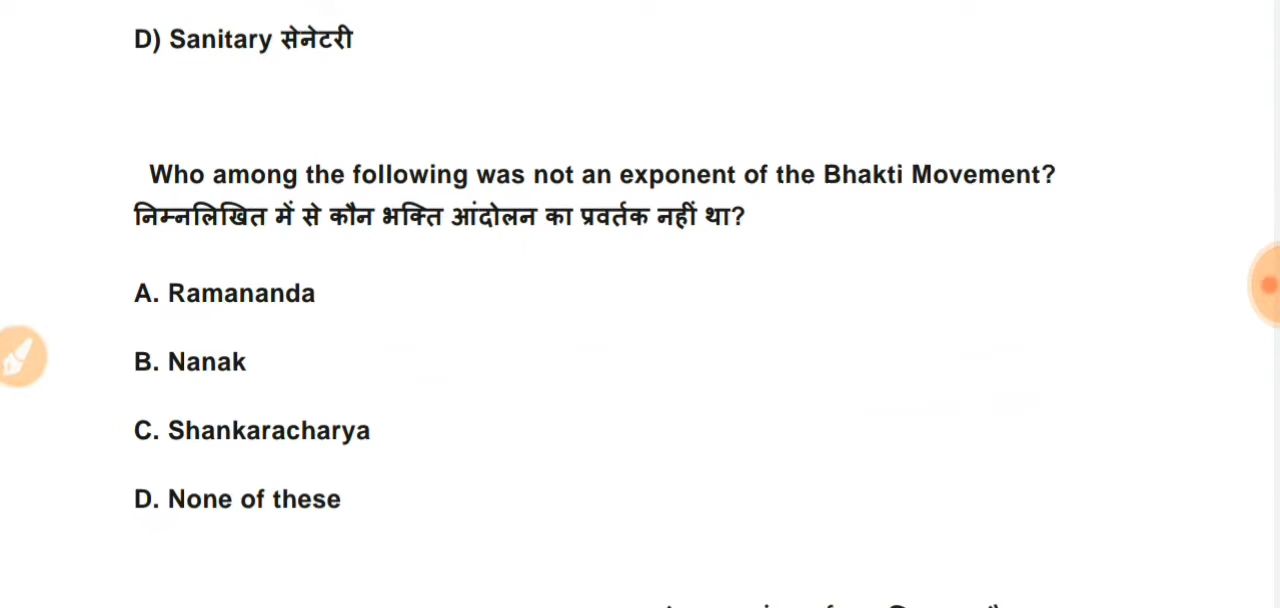 D) Sanitary सेनेटरी
Who among the following was not an exponent of the Bhakti Movement?
निम्नलिखित में से कौन भक्ति आंदोलन का प्रवर्तक नहीं था?
A. Ramananda
B. Nanak
C. Shankaracharya
D. None of these